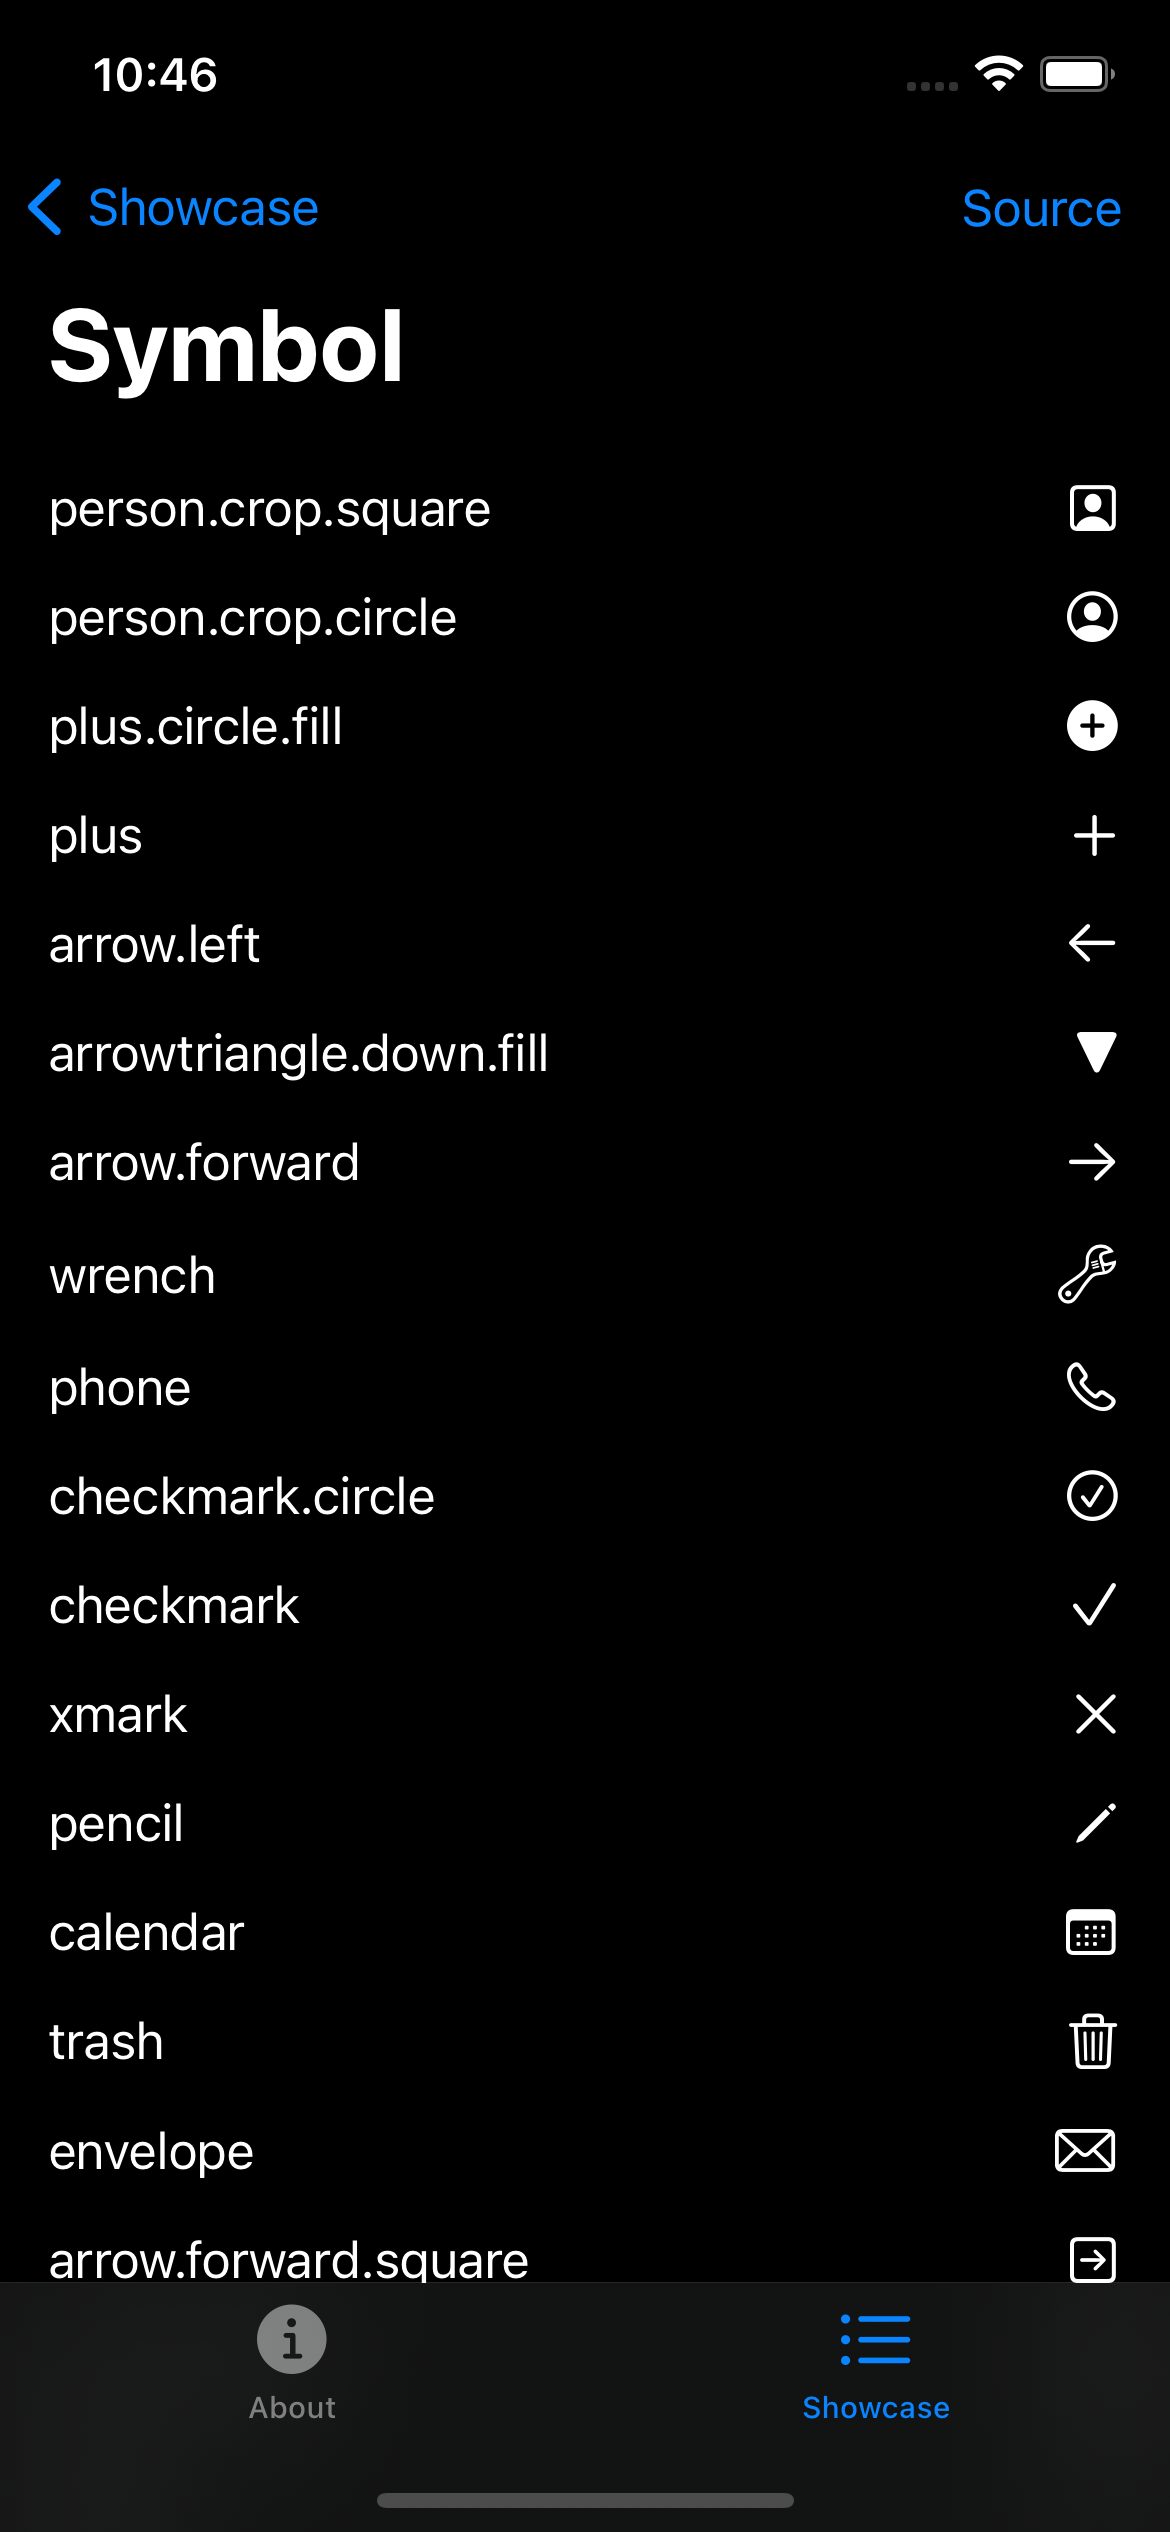 10:46
Showcase
Source
Symbol
person.crop.square
person.crop.circle
plus.circle.fill
plus
arrow.left
arrowtriangle.down.fill
arrow.forward
wrench
phone
checkmark.circle
checkmark
xmark
pencil
calendar
trash
envelope
arrow.forward.square
About
Showcase